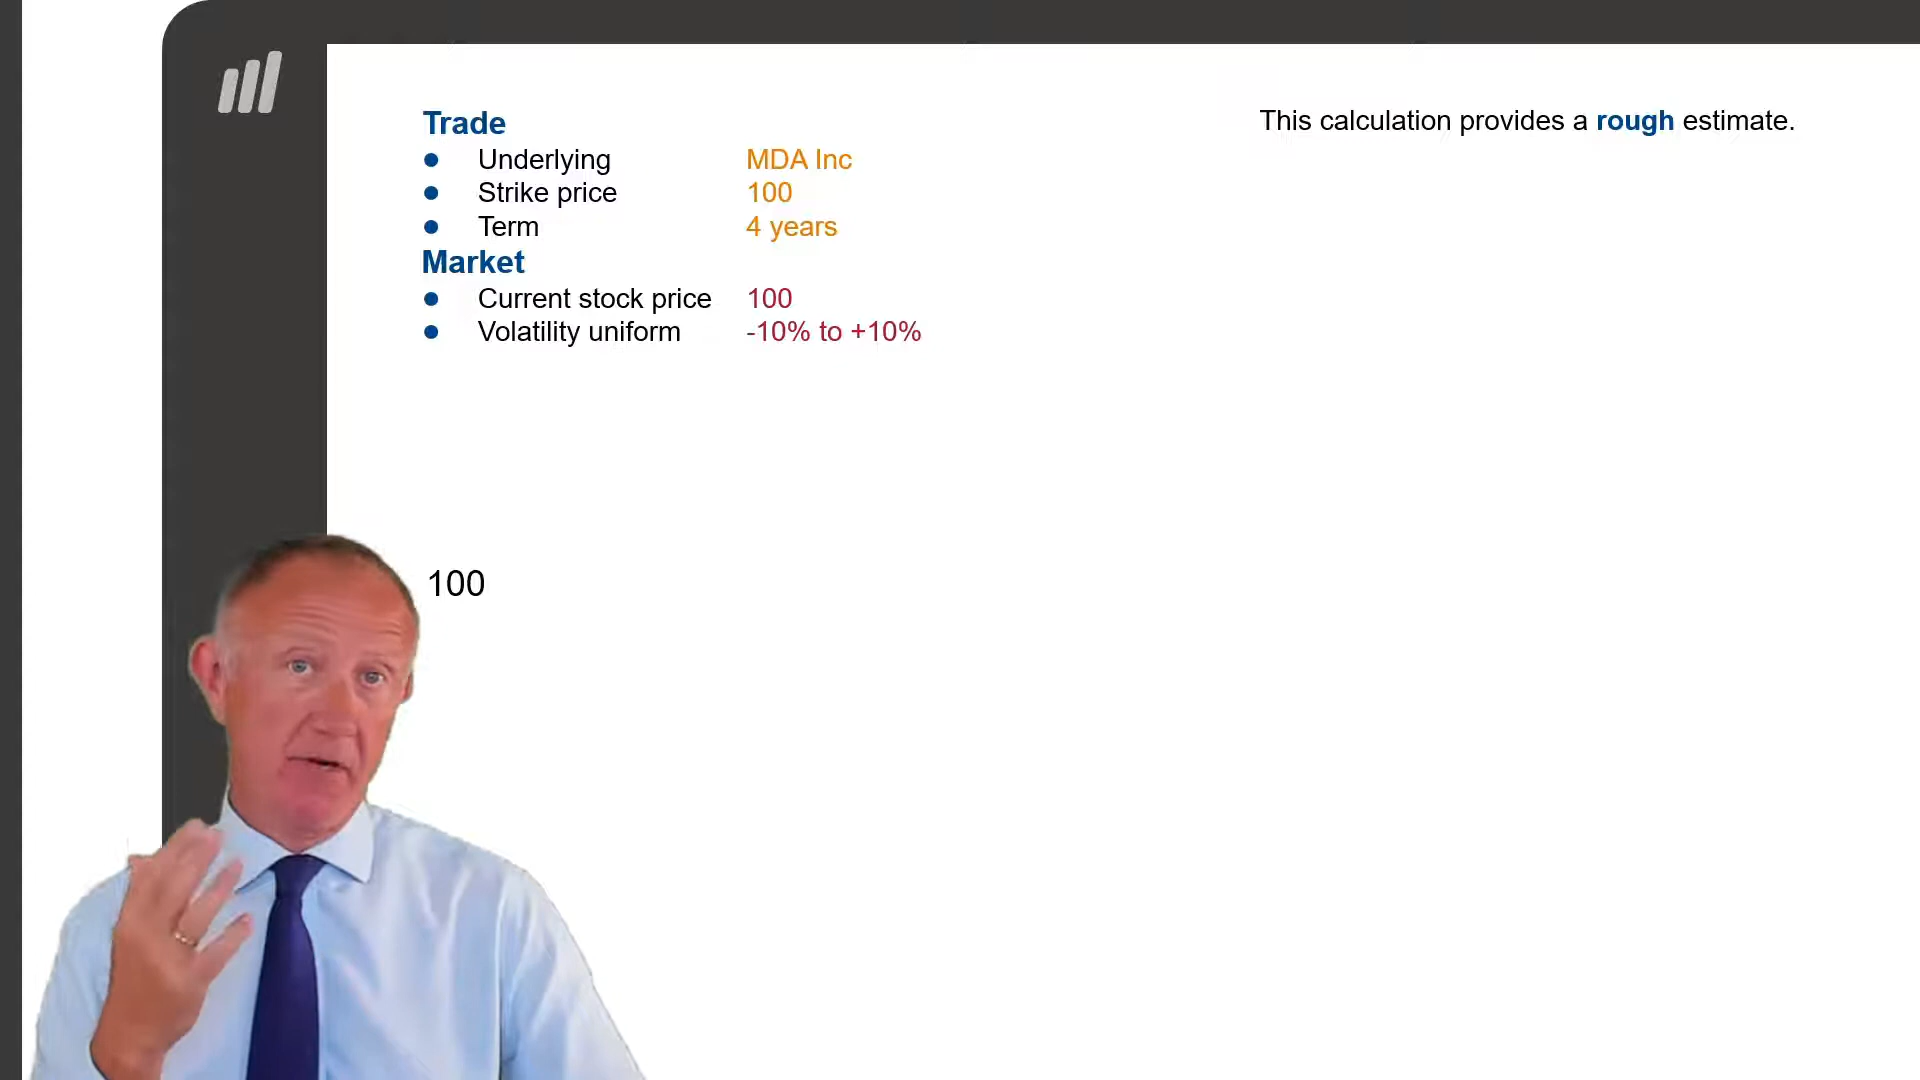 Trade
Underlying MDA Inc
Strike price 100
Term 4 years
Market
Current stock price 100
Volatility uniform -10% to +10%
This calculation provides a rough estimate.
100